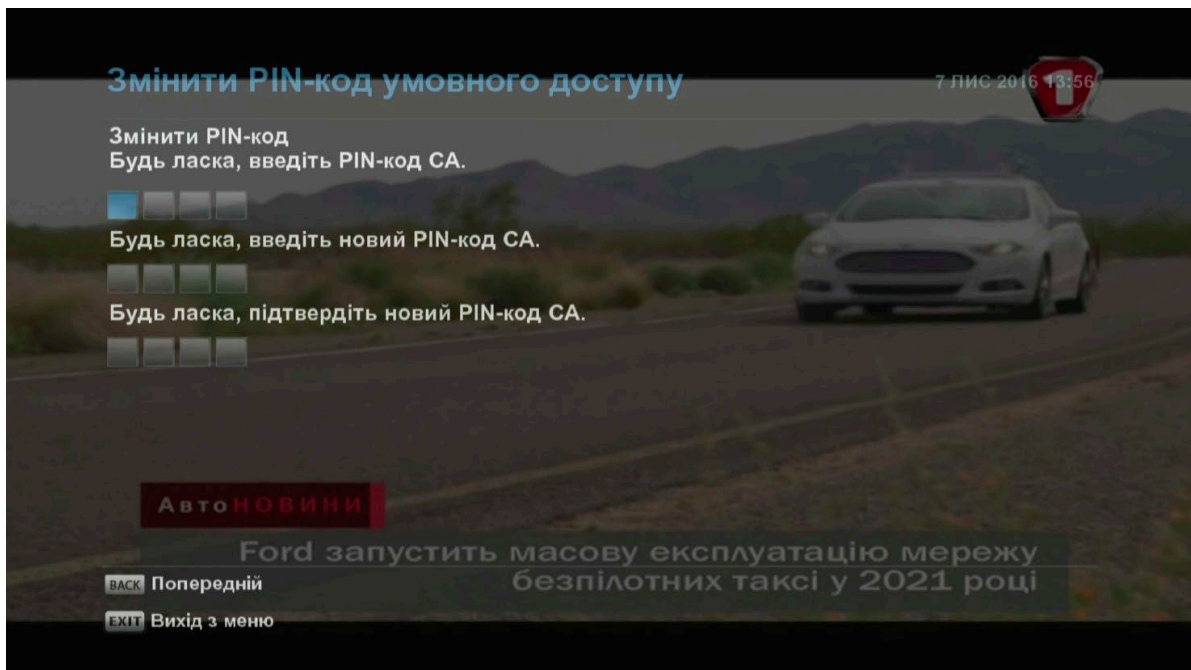 Змінити PIN-код умовного доступу
7 ЛИС 2016 13:56
1
Змінити PIN-код
Будь ласка, введіть PIN-код CA.
Будь ласка, введіть новий PIN-код CA.
Будь ласка, підтвердіть новий PIN-код CA.
АвтоНОВИНИ
Ford запустить масову експлуатацію мережу
безпілотних таксі у 2021 році
BACK Попередній
EXIT Вихід з меню